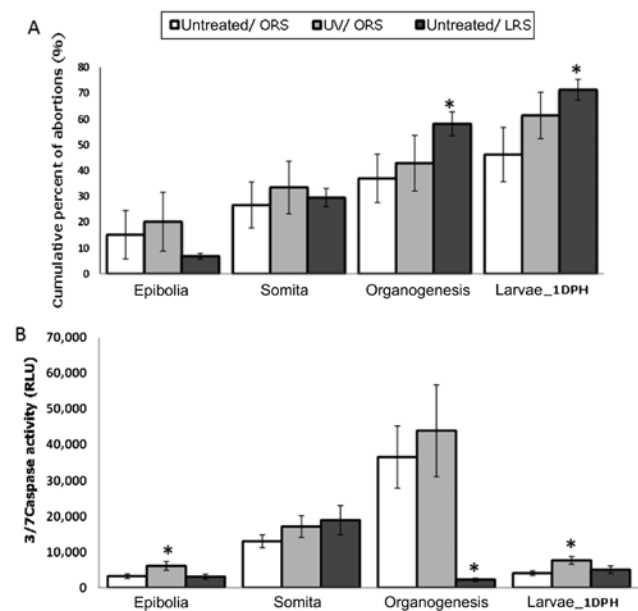 A
Untreated/ ORS UV/ ORS Untreated/ LRS
Cumulative percent of abortions (%)
80
70
60
50
40
30
20
10
0
* *
Epibolia Somita Organogenesis Larvae_1DPH
B
3/7Caspase activity (RLU)
70,000
60,000
50,000
40,000
30,000
20,000
10,000
0
* * *
Epibolia Somita Organogenesis Larvae_1DPH